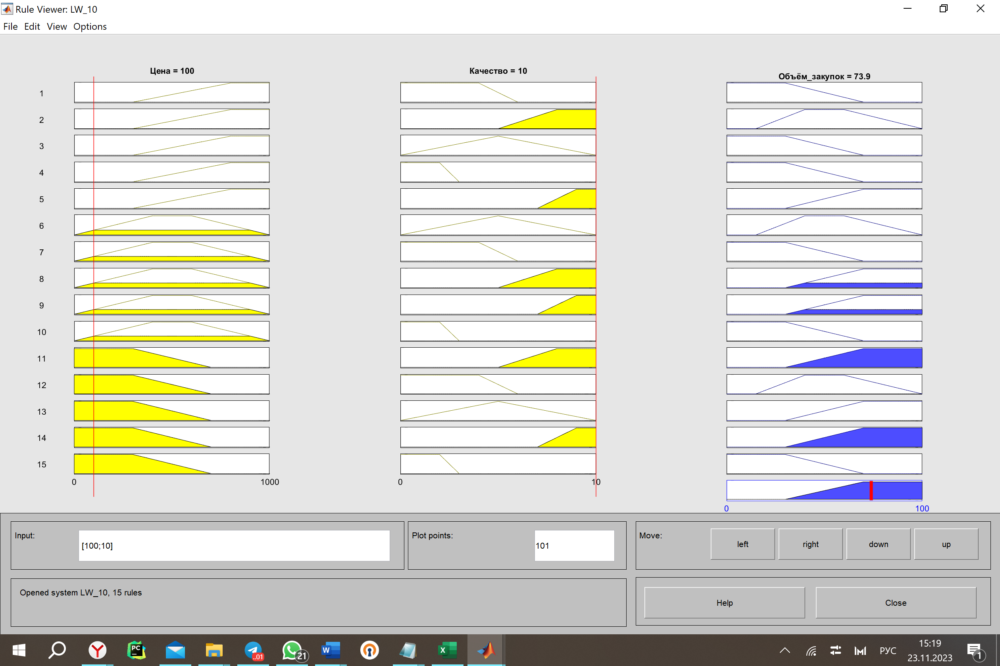 Rule Viewer: LW_10
File Edit View Options
Цена = 100
Качество = 10
Объём_закупок = 73.9
1
2
3
4
5
6
7
8
9
10
11
12
13
14
15
0 1000
0 10
0 100
Input:
[100;10]
Plot points:
101
Move:
left
right
down
up
Opened system LW_10, 15 rules
Help
Close
PC
..01
21
W
X
РУС
15:19
23.11.2023
1